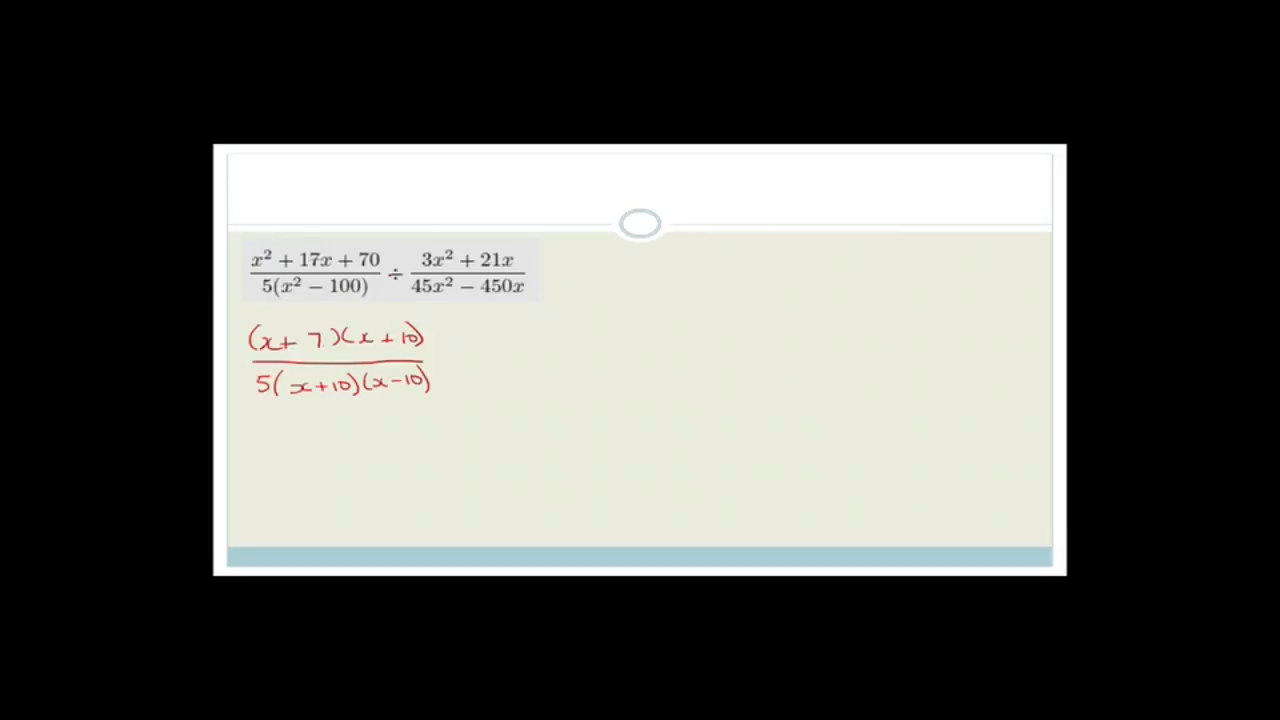 x² + 17x + 70 / 5(x² − 100) ÷ 3x² + 21x / 45x² − 450x
(x + 7)(x + 10)
5(x+10)(x−10)